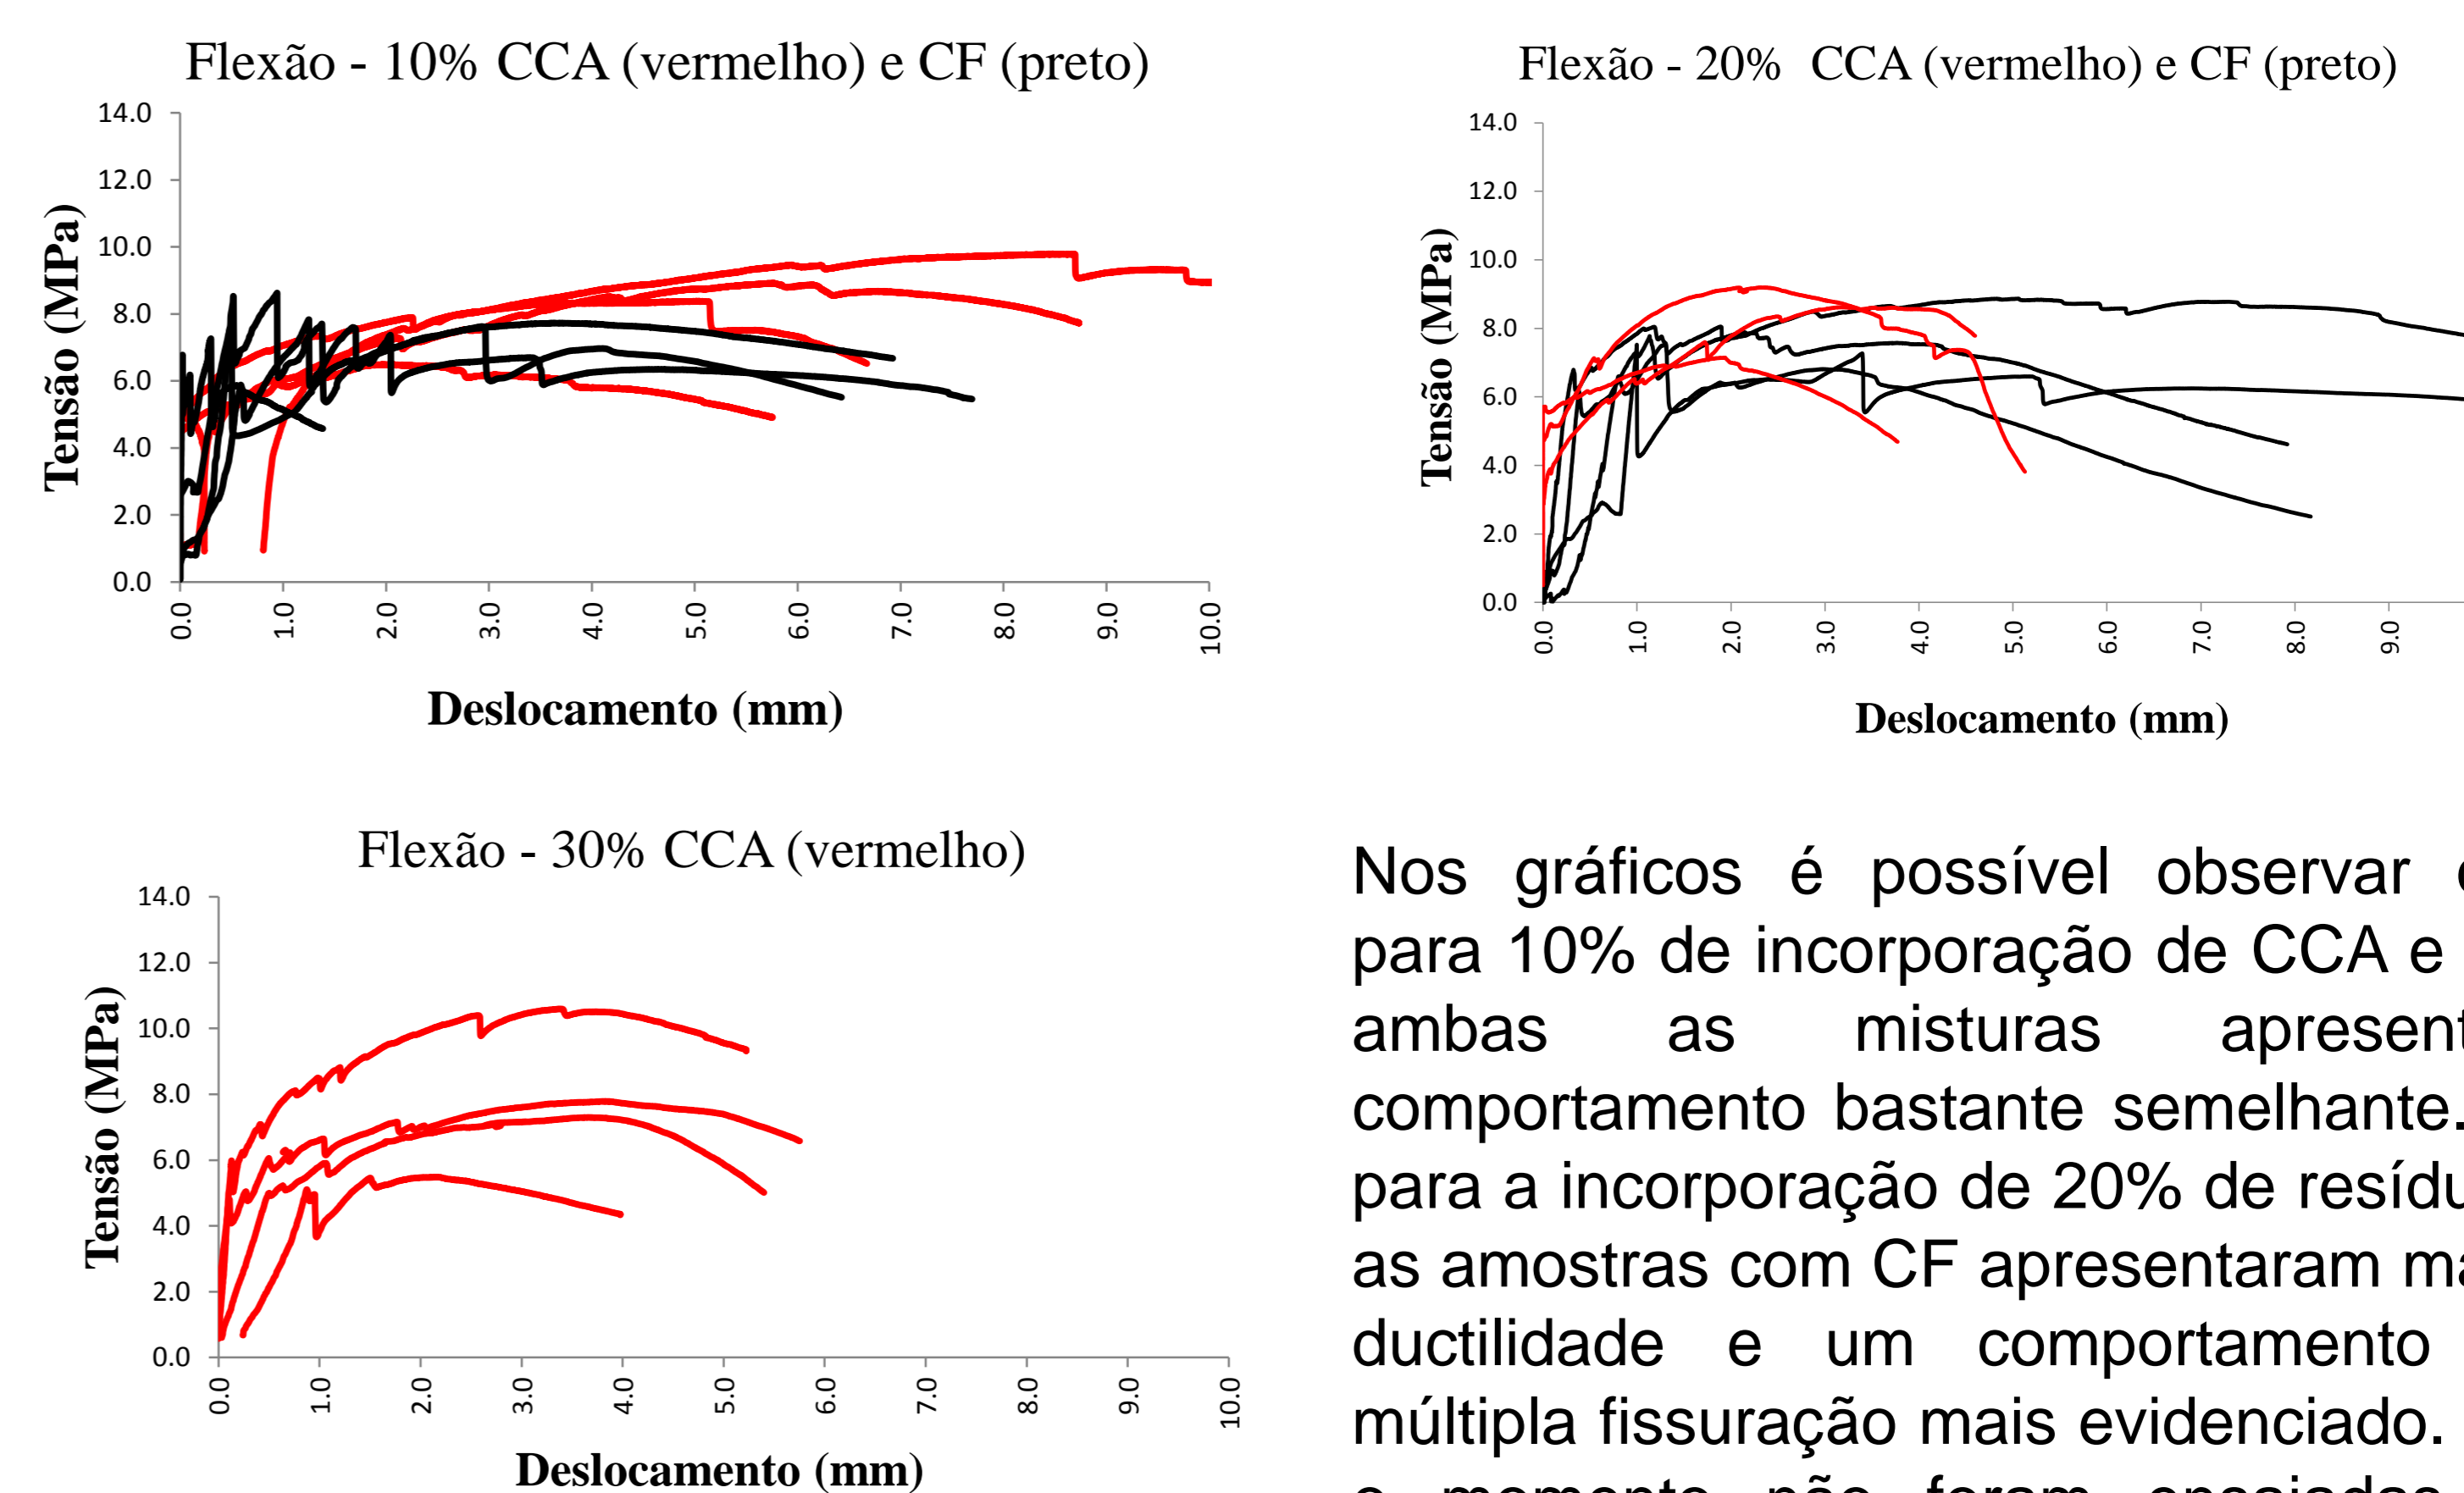 Flexão - 10% CCA (vermelho) e CF (preto)
14.0
12.0
10.0
8.0
6.0
4.0
2.0
0.0
Tensão (MPa)
0.0 1.0 2.0 3.0 4.0 5.0 6.0 7.0 8.0 9.0 10.0
Deslocamento (mm)
Flexão - 20% CCA (vermelho) e CF (preto)
14.0
12.0
10.0
8.0
6.0
4.0
2.0
0.0
Tensão (MPa)
0.0 1.0 2.0 3.0 4.0 5.0 6.0 7.0 8.0 9.0
Deslocamento (mm)
Flexão - 30% CCA (vermelho)
14.0
12.0
10.0
8.0
6.0
4.0
2.0
0.0
Tensão (MPa)
0.0 1.0 2.0 3.0 4.0 5.0 6.0 7.0 8.0 9.0 10.0
Deslocamento (mm)
Nos gráficos é possível observar
para 10% de incorporação de CCA e
ambas as misturas apresent
comportamento bastante semelhante.
para a incorporação de 20% de resídu
as amostras com CF apresentaram ma
ductilidade e um comportamento
múltipla fissuração mais evidenciado.
o momento não foram ensaiadas